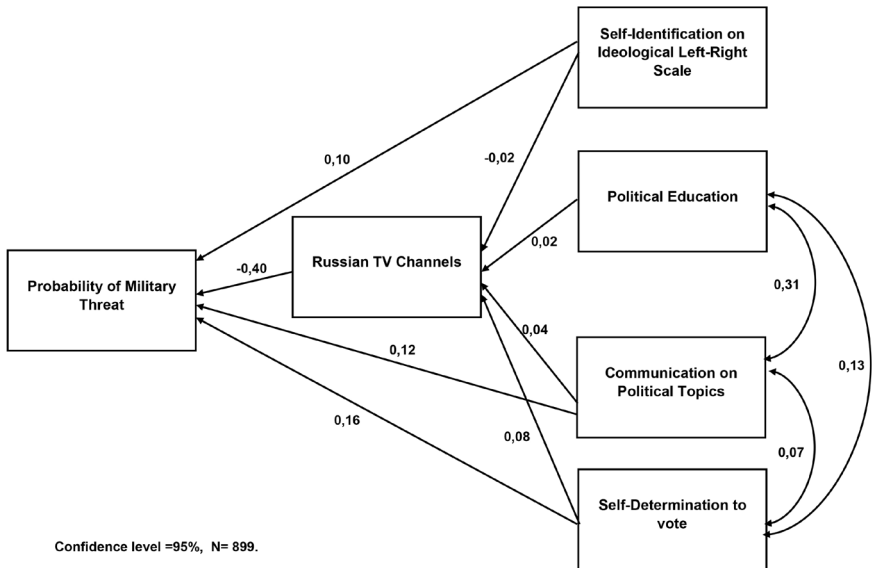 Self-Identification on
Ideological Left-Right
Scale
0,10
-0,02
Political Education
0,02
Russian TV Channels
-0,40
Probability of Military
Threat
0,31
0,04
0,12
Communication on
Political Topics
0,13
0,16
0,08
0,07
Self-Determination to
vote
Confidence level =95%, N= 899.